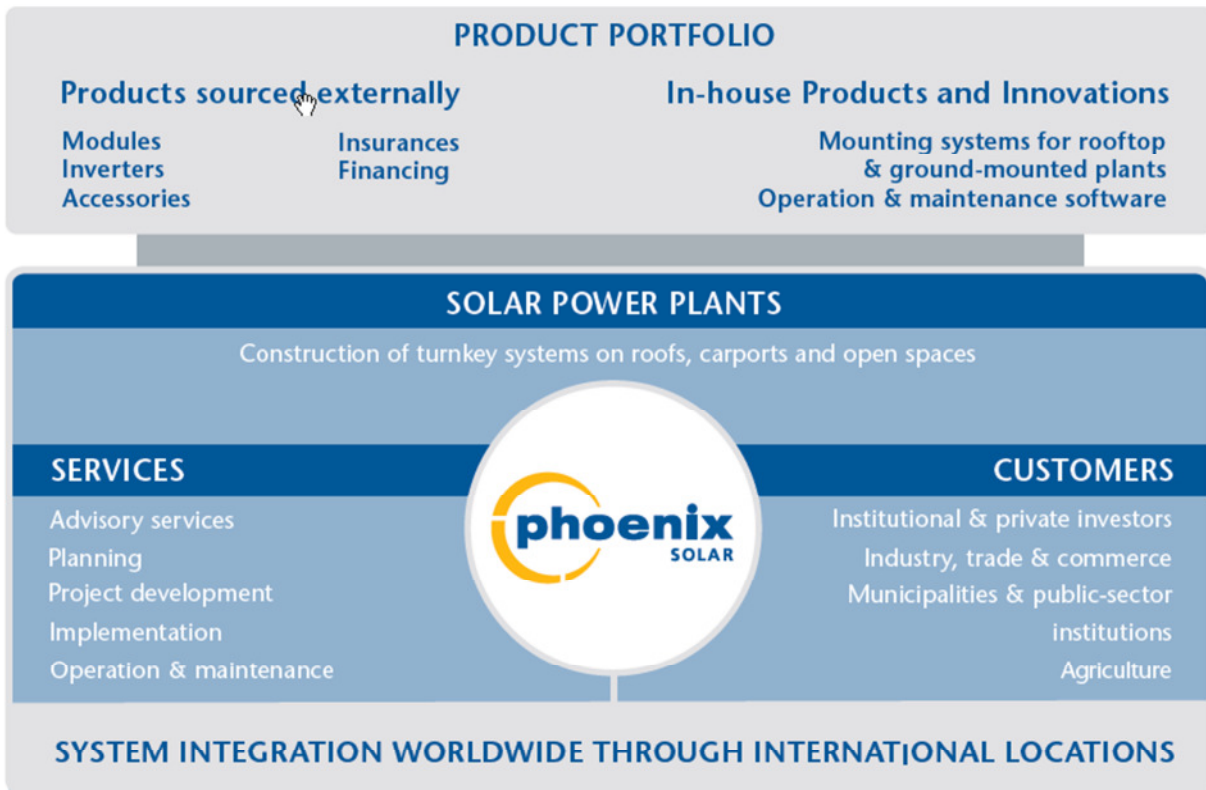 PRODUCT PORTFOLIO
Products sourced externally
Modules
Inverters
Accessories
Insurances
Financing
In-house Products and Innovations
Mounting systems for rooftop
& ground-mounted plants
Operation & maintenance software
SOLAR POWER PLANTS
Construction of turnkey systems on roofs, carports and open spaces
SERVICES
Advisory services
Planning
Project development
Implementation
Operation & maintenance
phoenix
SOLAR
CUSTOMERS
Institutional & private investors
Industry, trade & commerce
Municipalities & public-sector
institutions
Agriculture
SYSTEM INTEGRATION WORLDWIDE THROUGH INTERNATIONAL LOCATIONS